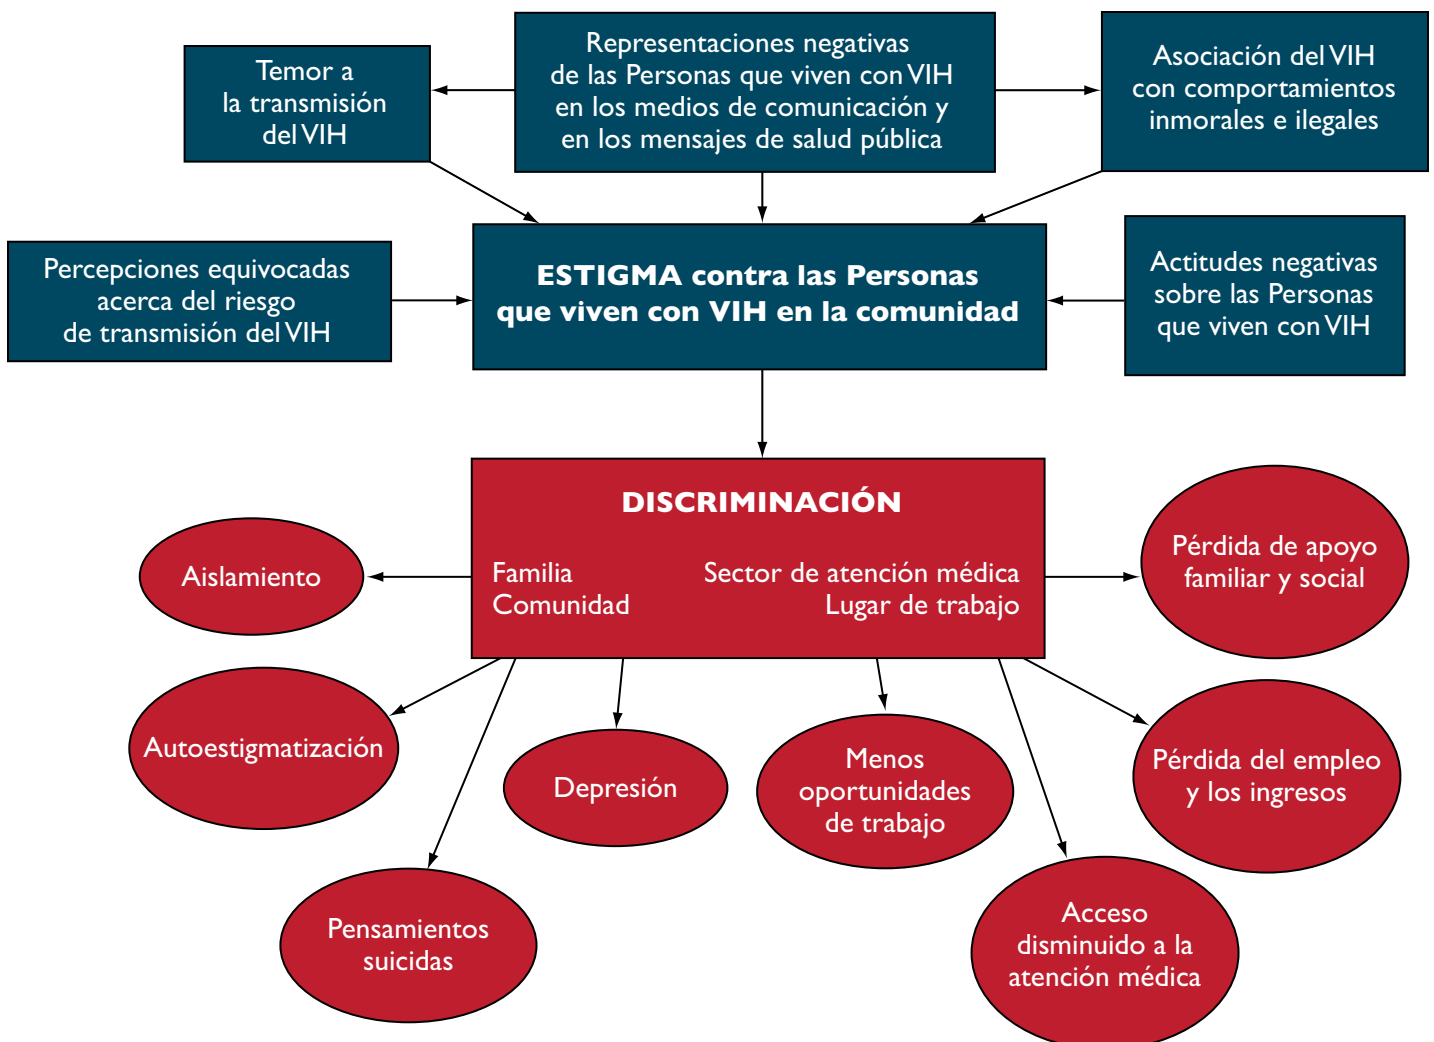 Temor a
la transmisión
del VIH
Representaciones negativas
de las Personas que viven con VIH
en los medios de comunicación y
en los mensajes de salud pública
Asociación del VIH
con comportamientos
inmorales e ilegales
Percepciones equivocadas
acerca del riesgo
de transmisión del VIH
ESTIGMA contra las Personas
que viven con VIH en la comunidad
Actitudes negativas
sobre las Personas
que viven con VIH
DISCRIMINACIÓN
Familia
Comunidad
Sector de atención médica
Lugar de trabajo
Aislamiento
Pérdida de apoyo
familiar y social
Autoestigmatización
Depresión
Menos
oportunidades
de trabajo
Pérdida del empleo
y los ingresos
Pensamientos
suicidas
Acceso
disminuido a la
atención médica